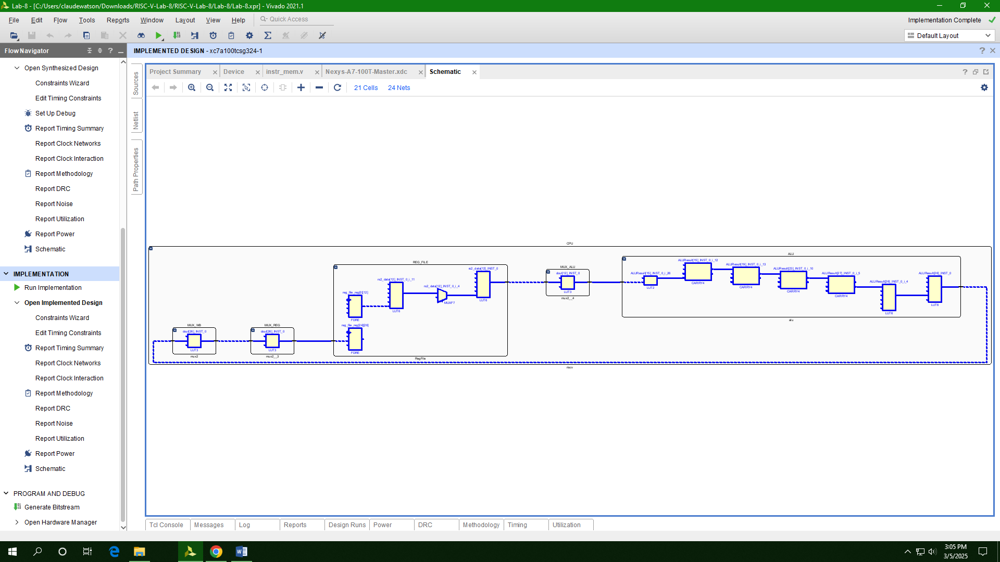 Lab-8 - [C:/Users/claudewatson/Downloads/RISC-V-Lab-8/RISC-V-Lab-8/Lab-8/Lab-8.xpr] - Vivado 2021.1
File Edit Flow Tools Reports Window Layout View Help Quick Access
Implementation Complete
Default Layout
Flow Navigator
IMPLEMENTED DESIGN - xc7a100tcsg324-1
Open Synthesized Design
Constraints Wizard
Edit Timing Constraints
Set Up Debug
Report Timing Summary
Report Clock Networks
Report Clock Interaction
Report Methodology
Report DRC
Report Noise
Report Utilization
Report Power
Schematic
IMPLEMENTATION
Run Implementation
Open Implemented Design
Constraints Wizard
Edit Timing Constraints
Report Timing Summary
Report Clock Networks
Report Clock Interaction
Report Methodology
Report DRC
Report Noise
Report Utilization
Report Power
Schematic
PROGRAM AND DEBUG
Generate Bitstream
Open Hardware Manager
Sources
Netlist
Path Properties
Project Summary Device instr_mem.v Nexys-A7-100T-Master.xdc Schematic
21 Cells 24 Nets
CPU
REG_FILE
reg_file_reg[0][12]
FDRE
reg_file_reg[24][26]
FDRE
rs2_data[12]_INST_0_i_11
LUT6
rs2_data[12]_INST_0_i_4
MUXF7
rs2_data[12]_INST_0
LUT6
RegFile
MUX_WB
dout[26]_INST_0
LUT3
mux2
MUX_REG
dout[26]_INST_0
LUT3
mux2__3
MUX_ALU
dout[12]_INST_0
LUT3
mux2__4
ALU
ALUResult[15]_INST_0_i_26
LUT2
ALUResult[15]_INST_0_i_12
CARRY4
ALUResult[19]_INST_0_i_13
CARRY4
ALUResult[23]_INST_0_i_10
CARRY4
ALUResult[27]_INST_0_i_5
CARRY4
ALUResult[26]_INST_0_i_4
LUT6
ALUResult[26]_INST_0
LUT6
alu
riscv
Tcl Console Messages Log Reports Design Runs Power DRC Methodology Timing Utilization
3:05 PM
3/5/2025